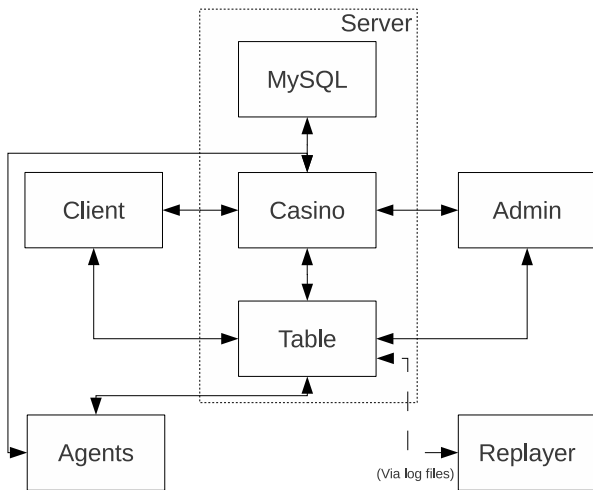 Server
MySQL
Client
Casino
Admin
Table
Agents
(Via log files)
Replayer